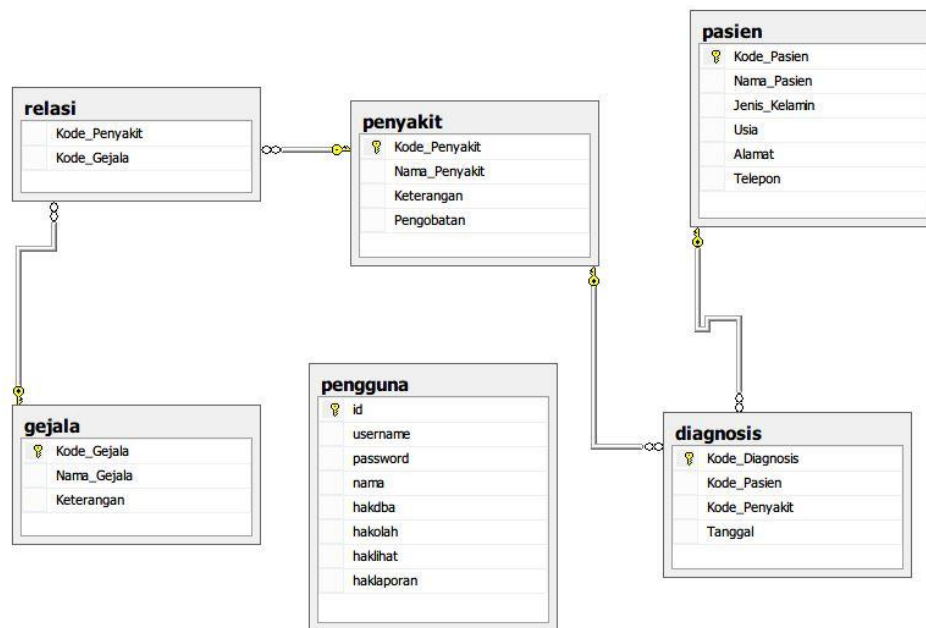 pasien
Kode_Pasien
Nama_Pasien
Jenis_Kelamin
Usia
Alamat
Telepon
relasi
Kode_Penyakit
Kode_Gejala
penyakit
Kode_Penyakit
Nama_Penyakit
Keterangan
Pengobatan
pengguna
id
username
password
nama
hakdba
hakolah
haklihat
haklaporan
gejala
Kode_Gejala
Nama_Gejala
Keterangan
diagnosis
Kode_Diagnosis
Kode_Pasien
Kode_Penyakit
Tanggal